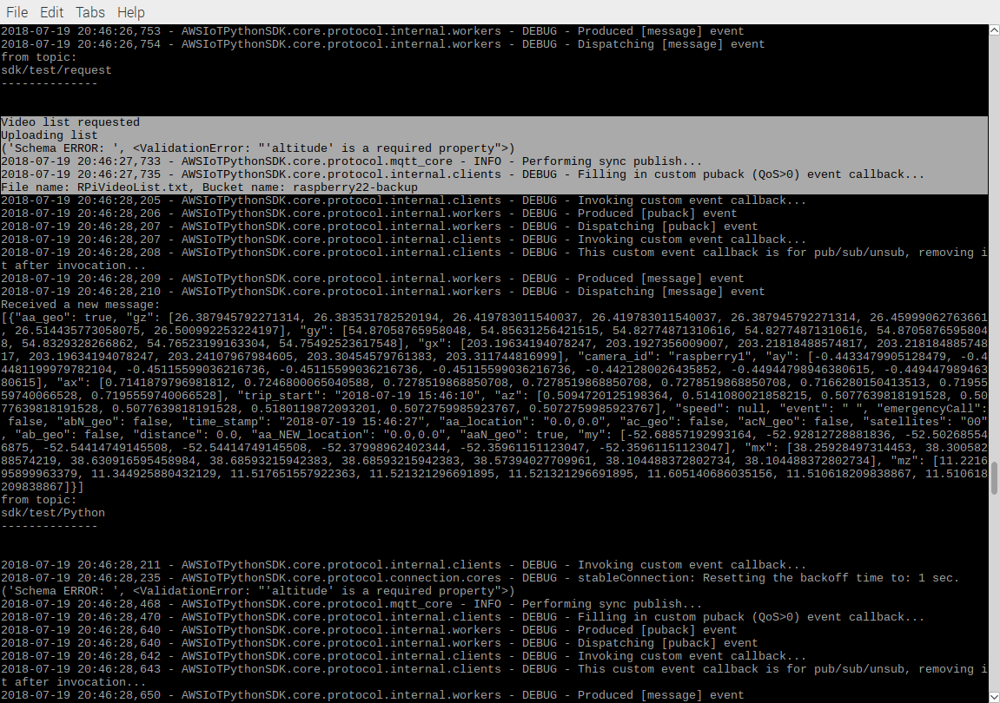 File Edit Tabs Help
2018-07-19 20:46:26,753 - AWSIoTPythonSDK.core.protocol.internal.workers - DEBUG - Produced [message] event
2018-07-19 20:46:26,754 - AWSIoTPythonSDK.core.protocol.internal.workers - DEBUG - Dispatching [message] event
from topic:
sdk/test/request
--------------
Video list requested
Uploading list
('Schema ERROR: ', <ValidationError: "'altitude' is a required property">)
2018-07-19 20:46:27,733 - AWSIoTPythonSDK.core.protocol.mqtt_core - INFO - Performing sync publish...
2018-07-19 20:46:27,735 - AWSIoTPythonSDK.core.protocol.internal.clients - DEBUG - Filling in custom puback (QoS>0) event callback...
File name: RPiVideoList.txt, Bucket name: raspberry22-backup
2018-07-19 20:46:28,205 - AWSIoTPythonSDK.core.protocol.internal.clients - DEBUG - Invoking custom event callback...
2018-07-19 20:46:28,206 - AWSIoTPythonSDK.core.protocol.internal.workers - DEBUG - Produced [puback] event
2018-07-19 20:46:28,207 - AWSIoTPythonSDK.core.protocol.internal.workers - DEBUG - Dispatching [puback] event
2018-07-19 20:46:28,207 - AWSIoTPythonSDK.core.protocol.internal.clients - DEBUG - Invoking custom event callback...
2018-07-19 20:46:28,208 - AWSIoTPythonSDK.core.protocol.internal.clients - DEBUG - This custom event callback is for pub/sub/unsub, removing i
t after invocation...
2018-07-19 20:46:28,209 - AWSIoTPythonSDK.core.protocol.internal.workers - DEBUG - Produced [message] event
2018-07-19 20:46:28,210 - AWSIoTPythonSDK.core.protocol.internal.workers - DEBUG - Dispatching [message] event
Received a new message:
[{"aa_geo": true, "gz": [26.387945792271314, 26.383531782520194, 26.419783011540037, 26.419783011540037, 26.387945792271314, 26.45999062763661
, 26.514435773058075, 26.500992253224197], "gy": [54.87058765958048, 54.85631256421515, 54.82774871310616, 54.82774871310616, 54.8705876595804
8, 54.8329328266862, 54.76523199163304, 54.75492523617548], "gx": [203.19634194078247, 203.1927356009007, 203.21818488574817, 203.218184885748
17, 203.19634194078247, 203.24107967984605, 203.30454579761383, 203.311744816999], "camera_id": "raspberry1", "ay": [-0.4433479905128479, -0.4
4481199979782104, -0.45115599036216736, -0.45115599036216736, -0.45115599036216736, -0.4421280026435852, -0.44944798946380615, -0.449447989463
80615], "ax": [0.7141879796981812, 0.7246800065040588, 0.7278519868850708, 0.7278519868850708, 0.7278519868850708, 0.7166280150413513, 0.71955
59740066528, 0.7195559740066528], "trip_start": "2018-07-19 15:46:10", "az": [0.5094720125198364, 0.5141080021858215, 0.5077639818191528, 0.50
77639818191528, 0.5077639818191528, 0.5180119872093201, 0.5072759985923767, 0.5072759985923767], "speed": null, "event": " ", "emergencyCall":
 false, "abN_geo": false, "time_stamp": "2018-07-19 15:46:27", "aa_location": "0.0,0.0", "ac_geo": false, "acN_geo": false, "satellites": "00"
, "ab_geo": false, "distance": 0.0, "aa_NEW_location": "0.0,0.0", "aaN_geo": true, "my": [-52.68857192993164, -52.92812728881836, -52.50268554
6875, -52.54414749145508, -52.54414749145508, -52.37998962402344, -52.35961151123047, -52.35961151123047], "mx": [38.25928497314453, 38.300582
88574219, 38.630916595458984, 38.68593215942383, 38.68593215942383, 38.57394027709961, 38.104488372802734, 38.104488372802734], "mz": [11.2216
95899963379, 11.344925880432129, 11.517651557922363, 11.521321296691895, 11.521321296691895, 11.605140686035156, 11.510618209838867, 11.510618
209838867]}]
from topic:
sdk/test/Python
--------------
2018-07-19 20:46:28,211 - AWSIoTPythonSDK.core.protocol.internal.clients - DEBUG - Invoking custom event callback...
2018-07-19 20:46:28,235 - AWSIoTPythonSDK.core.protocol.connection.cores - DEBUG - stableConnection: Resetting the backoff time to: 1 sec.
('Schema ERROR: ', <ValidationError: "'altitude' is a required property">)
2018-07-19 20:46:28,468 - AWSIoTPythonSDK.core.protocol.mqtt_core - INFO - Performing sync publish...
2018-07-19 20:46:28,470 - AWSIoTPythonSDK.core.protocol.internal.clients - DEBUG - Filling in custom puback (QoS>0) event callback...
2018-07-19 20:46:28,640 - AWSIoTPythonSDK.core.protocol.internal.workers - DEBUG - Produced [puback] event
2018-07-19 20:46:28,640 - AWSIoTPythonSDK.core.protocol.internal.workers - DEBUG - Dispatching [puback] event
2018-07-19 20:46:28,642 - AWSIoTPythonSDK.core.protocol.internal.clients - DEBUG - Invoking custom event callback...
2018-07-19 20:46:28,643 - AWSIoTPythonSDK.core.protocol.internal.clients - DEBUG - This custom event callback is for pub/sub/unsub, removing i
t after invocation...
2018-07-19 20:46:28,650 - AWSIoTPythonSDK.core.protocol.internal.workers - DEBUG - Produced [message] event